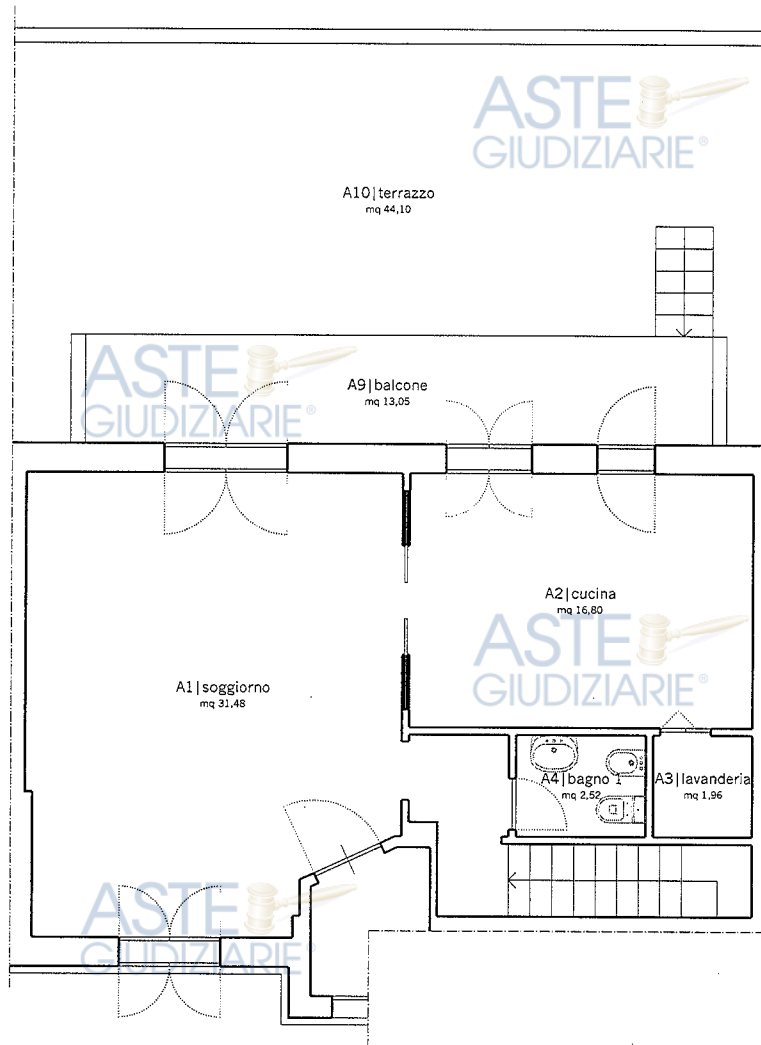 ASTE
GIUDIZIARIE®
A10|terrazzo
mq 44,10
ASTE
GIUDIZIARIE®
A9|balcone
mq 13,05
A2|cucina
mq 16,80
ASTE
GIUDIZIARIE®
A1|soggiorno
mq 31,48
A4|bagno 1
mq 2,52
A3|lavanderia
mq 1,96
ASTE
GIUDIZIARIE®